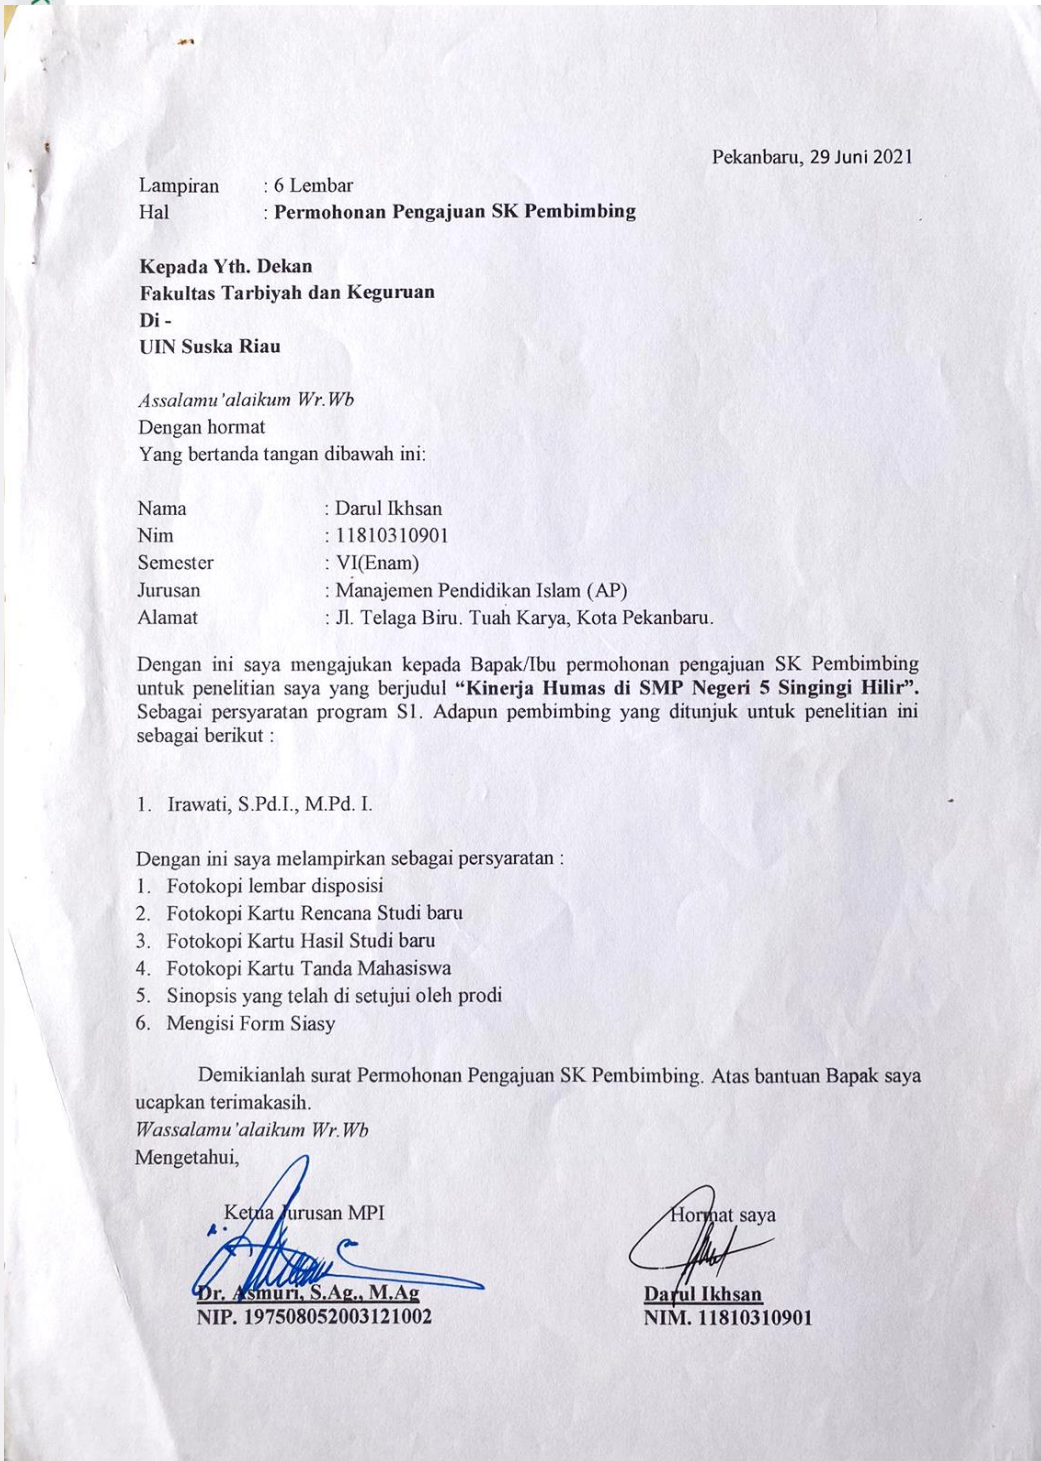 Pekanbaru, 29 Juni 2021
Lampiran : 6 Lembar
Hal : Permohonan Pengajuan SK Pembimbing
Kepada Yth. Dekan
Fakultas Tarbiyah dan Keguruan
Di -
UIN Suska Riau
Assalamu'alaikum Wr.Wb
Dengan hormat
Yang bertanda tangan dibawah ini:
Nama : Darul Ikhsan
Nim : 11810310901
Semester : VI(Enam)
Jurusan : Manajemen Pendidikan Islam (AP)
Alamat : Jl. Telaga Biru. Tuah Karya, Kota Pekanbaru.
Dengan ini saya mengajukan kepada Bapak/Ibu permohonan pengajuan SK Pembimbing
untuk penelitian saya yang berjudul “Kinerja Humas di SMP Negeri 5 Singingi Hilir”.
Sebagai persyaratan program S1. Adapun pembimbing yang ditunjuk untuk penelitian ini
sebagai berikut :
1. Irawati, S.Pd.I., M.Pd. I.
Dengan ini saya melampirkan sebagai persyaratan :
1. Fotokopi lembar disposisi
2. Fotokopi Kartu Rencana Studi baru
3. Fotokopi Kartu Hasil Studi baru
4. Fotokopi Kartu Tanda Mahasiswa
5. Sinopsis yang telah di setujui oleh prodi
6. Mengisi Form Siasy
Demikianlah surat Permohonan Pengajuan SK Pembimbing. Atas bantuan Bapak saya
ucapkan terimakasih.
Wassalamu'alaikum Wr.Wb
Mengetahui,
Ketua Jurusan MPI
Dr. Asmuri, S.Ag., M.Ag
NIP. 197508052003121002
Hormat saya
Darul Ikhsan
NIM. 11810310901